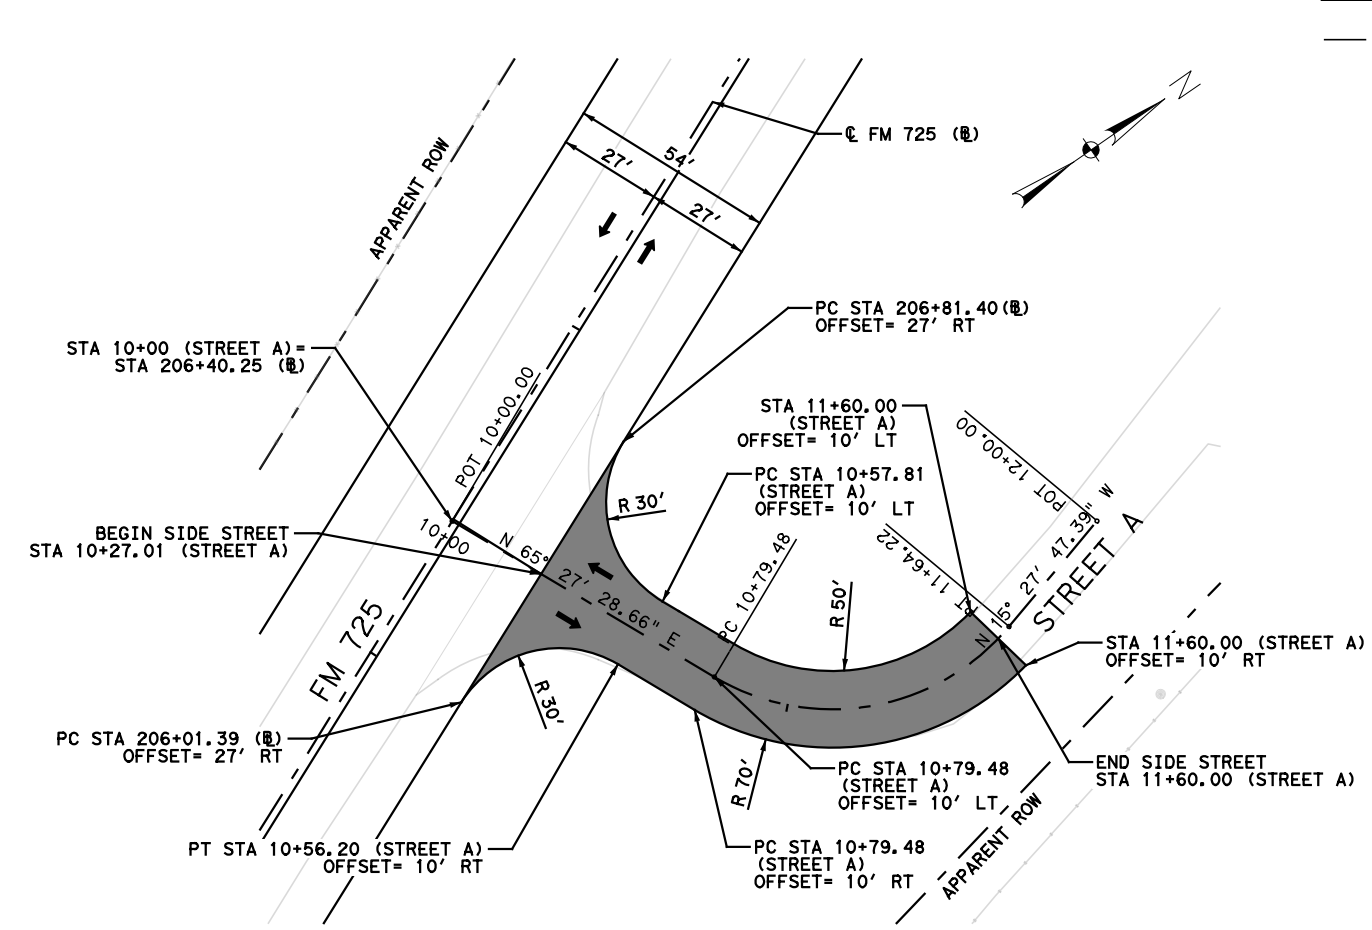 N
APPARENT ROW
℄ FM 725 (℄B)
54'
27'
27'
PC STA 206+81.40(℄B)
OFFSET= 27' RT
STA 10+00 (STREET A)=
STA 206+40.25 (℄B)
POT 10+00.00
STA 11+60.00
(STREET A)
OFFSET= 10' LT
POT 12+00.00
PC STA 10+57.81
(STREET A)
OFFSET= 10' LT
R 30'
BEGIN SIDE STREET
STA 10+27.01 (STREET A)
10+00
N 65° 27' 28.66" E
PC 10+79.48
PT 11+64.22
N 15° 27' 47.39" W
STREET A
R 50'
FM 725
STA 11+60.00 (STREET A)
OFFSET= 10' RT
R 30'
PC STA 206+01.39 (℄B)
OFFSET= 27' RT
R 70'
PC STA 10+79.48
(STREET A)
OFFSET= 10' LT
END SIDE STREET
STA 11+60.00 (STREET A)
PT STA 10+56.20 (STREET A)
OFFSET= 10' RT
PC STA 10+79.48
(STREET A)
OFFSET= 10' RT
APPARENT ROW